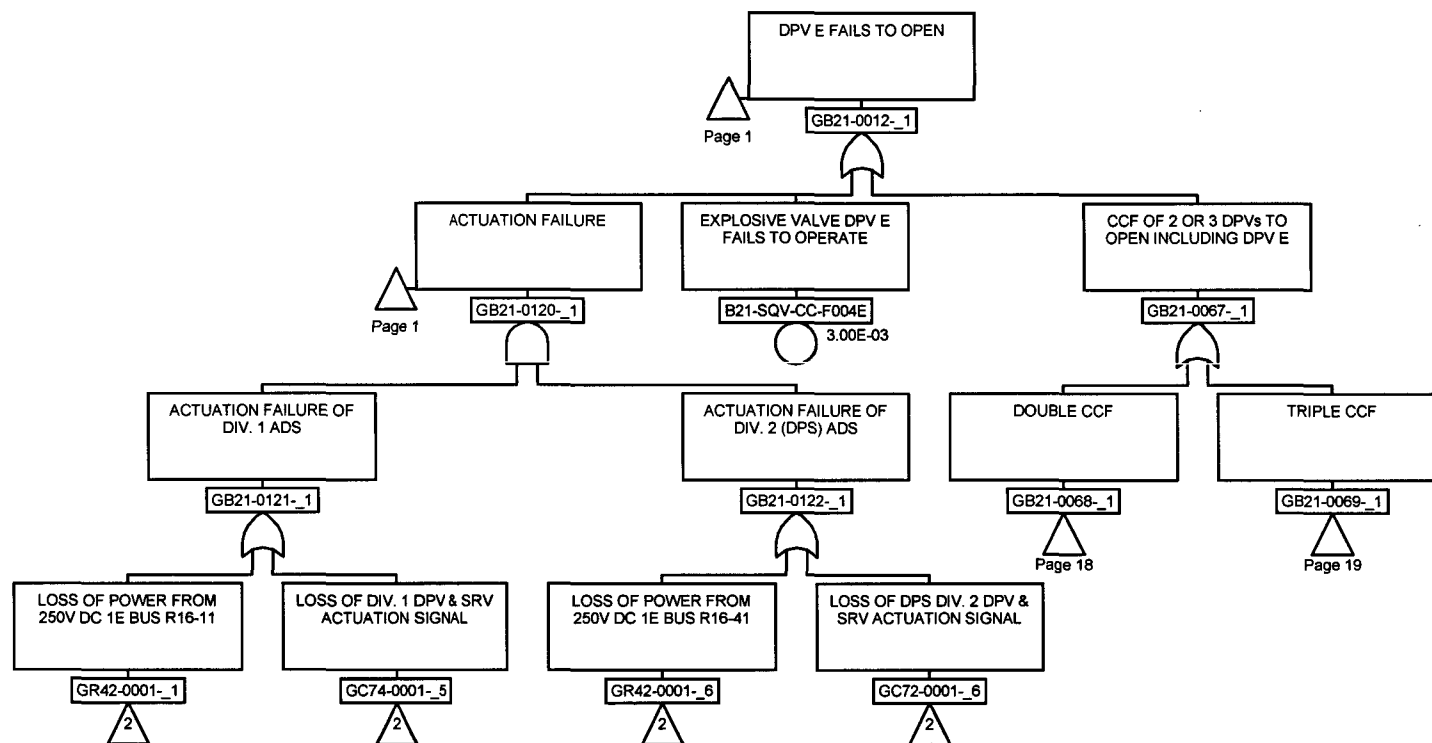 DPV E FAILS TO OPEN
Page 1
GB21-0012-_1
ACTUATION FAILURE
EXPLOSIVE VALVE DPV E
FAILS TO OPERATE
CCF OF 2 OR 3 DPVs TO
OPEN INCLUDING DPV E
Page 1
GB21-0120-_1
B21-SQV-CC-F004E
3.00E-03
GB21-0067-_1
ACTUATION FAILURE OF
DIV. 1 ADS
ACTUATION FAILURE OF
DIV. 2 (DPS) ADS
DOUBLE CCF
TRIPLE CCF
GB21-0121-_1
GB21-0122-_1
GB21-0068-_1
GB21-0069-_1
Page 18
Page 19
LOSS OF POWER FROM
250V DC 1E BUS R16-11
LOSS OF DIV. 1 DPV & SRV
ACTUATION SIGNAL
LOSS OF POWER FROM
250V DC 1E BUS R16-41
LOSS OF DPS DIV. 2 DPV &
SRV ACTUATION SIGNAL
GR42-0001-_1
GC74-0001-_5
GR42-0001-_6
GC72-0001-_6
2
2
2
2